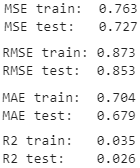 MSE train: 0.763
MSE test: 0.727
RMSE train: 0.873
RMSE test: 0.853
MAE train: 0.704
MAE test: 0.679
R2 train: 0.035
R2 test: 0.026